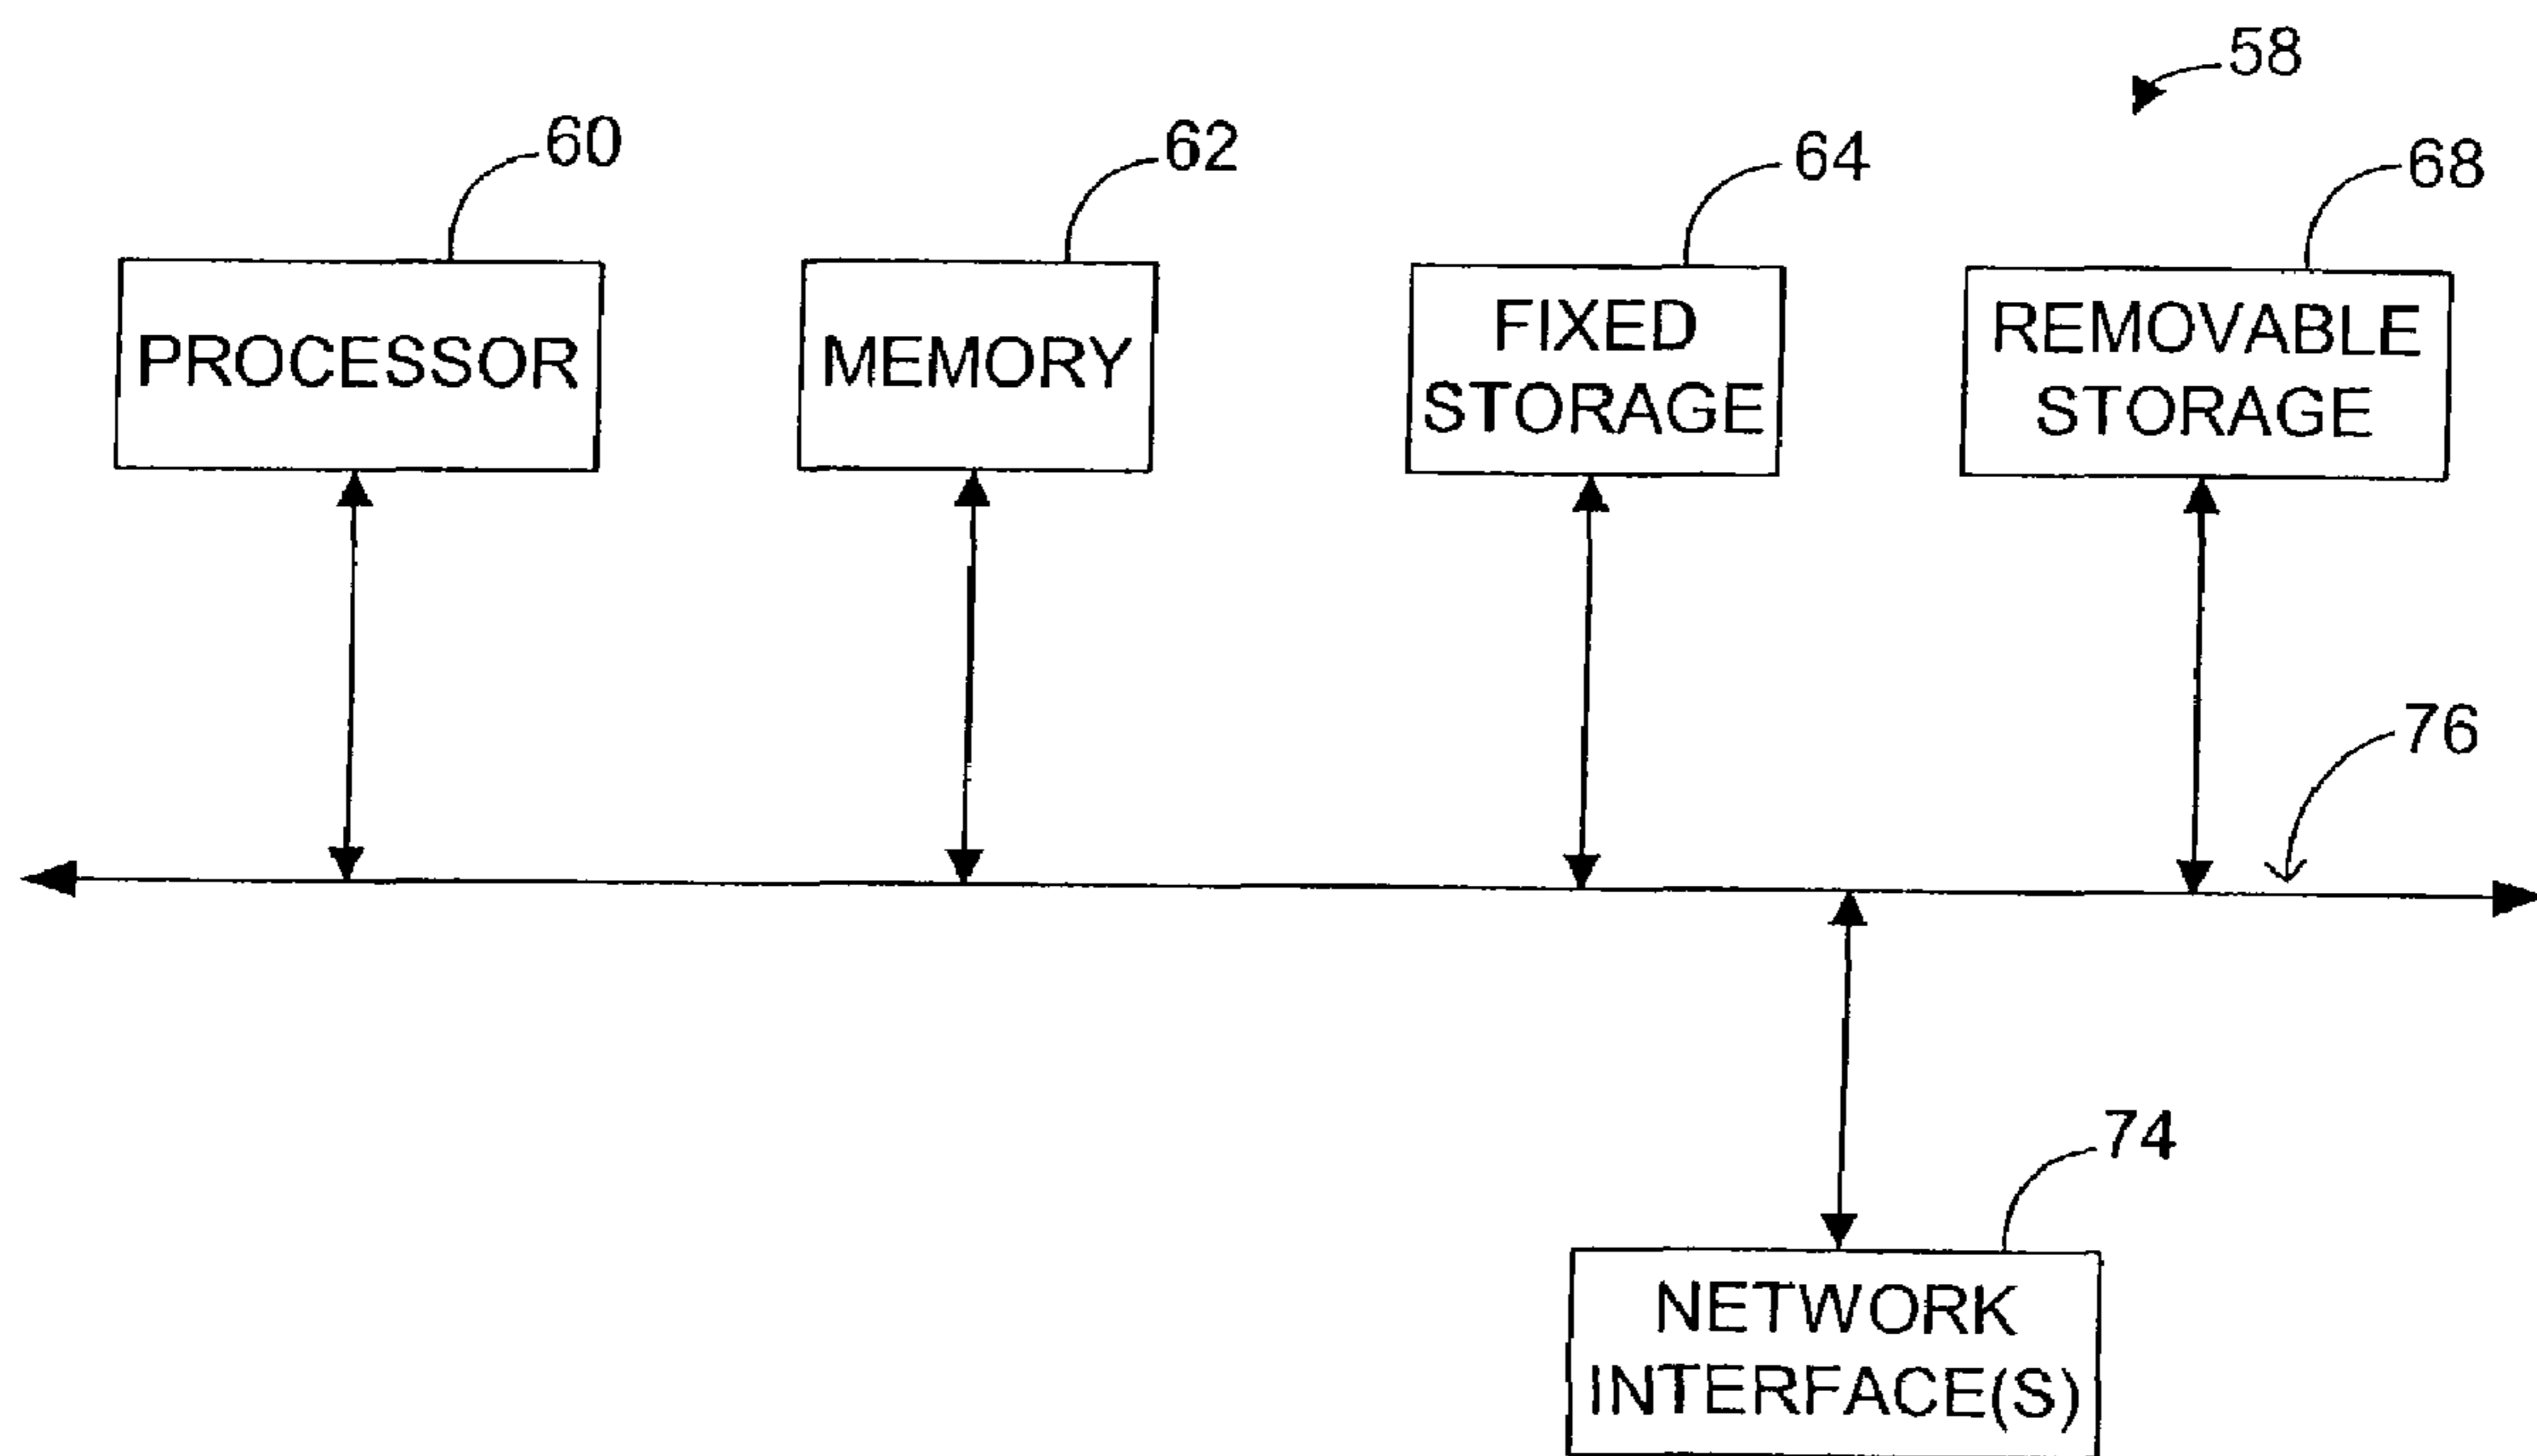 58
60
62
64
68
PROCESSOR
MEMORY
FIXED
STORAGE
REMOVABLE
STORAGE
76
74
NETWORK
INTERFACE(S)